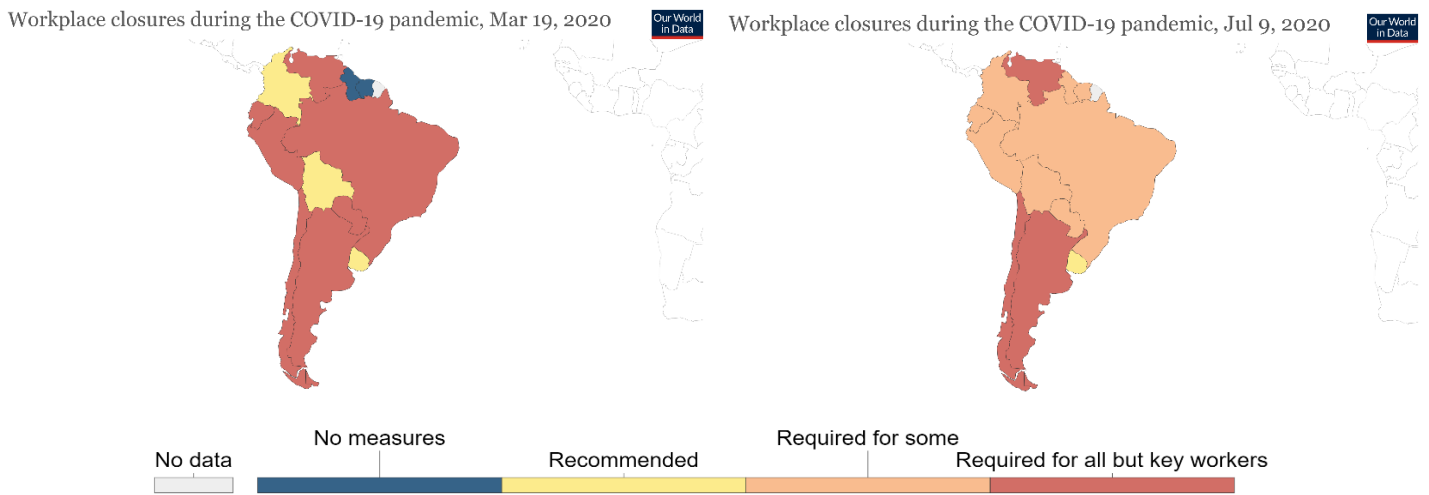 Workplace closures during the COVID-19 pandemic, Mar 19, 2020
Our World
in Data
Workplace closures during the COVID-19 pandemic, Jul 9, 2020
Our World
in Data
No data
No measures
Recommended
Required for some
Required for all but key workers